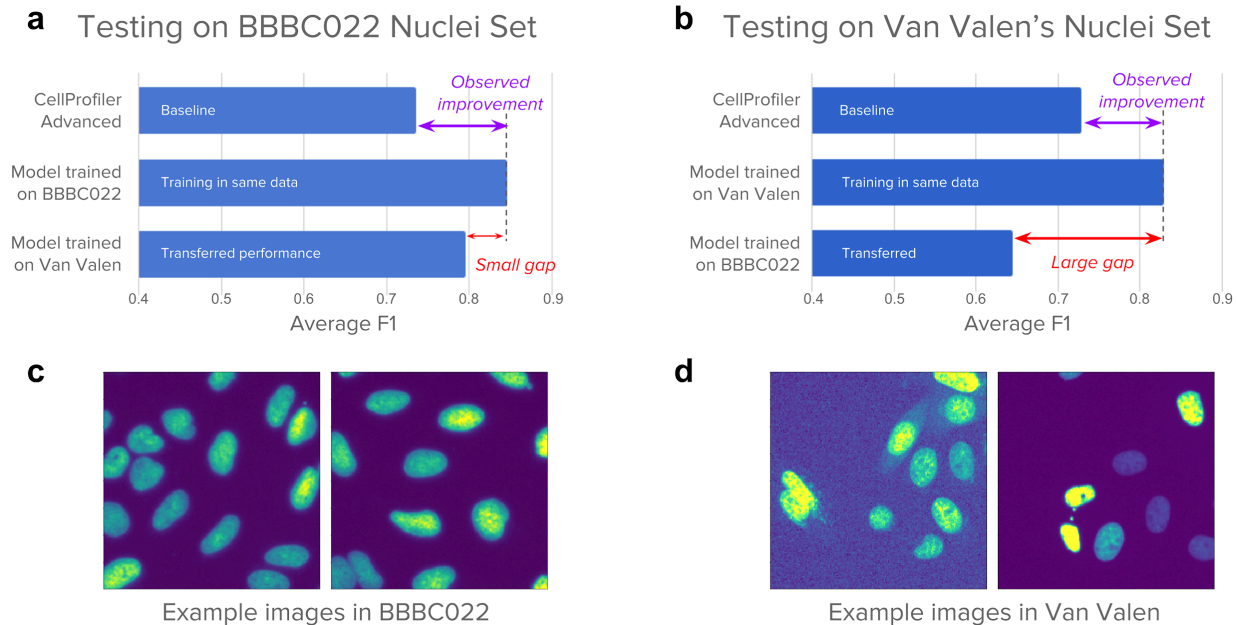 a Testing on BBBC022 Nuclei Set
CellProfiler
Advanced
Baseline
Observed
improvement
Model trained
on BBBC022
Training in same data
Model trained
on Van Valen
Transferred performance
Small gap
0.4 0.5 0.6 0.7 0.8 0.9
Average F1
b Testing on Van Valen's Nuclei Set
CellProfiler
Advanced
Baseline
Observed
improvement
Model trained
on Van Valen
Training in same data
Model trained
on BBBC022
Transferred
Large gap
0.4 0.5 0.6 0.7 0.8 0.9
Average F1
c
Example images in BBBC022
d
Example images in Van Valen